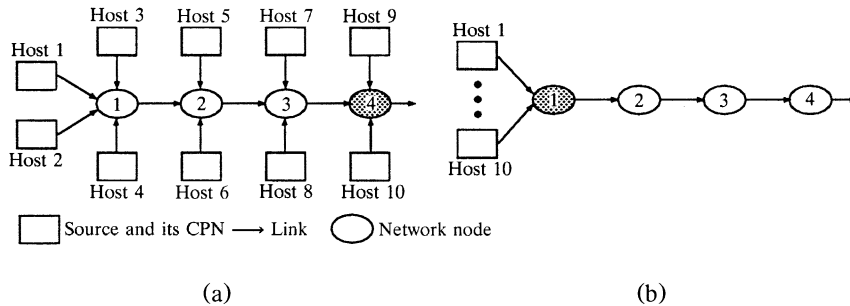 Host 3 Host 5 Host 7 Host 9
Host 1
1 2 3 4
Host 2
Host 4 Host 6 Host 8 Host 10
Host 1
1 2 3 4
Host 10
Source and its CPN Link Network node
(a) (b)